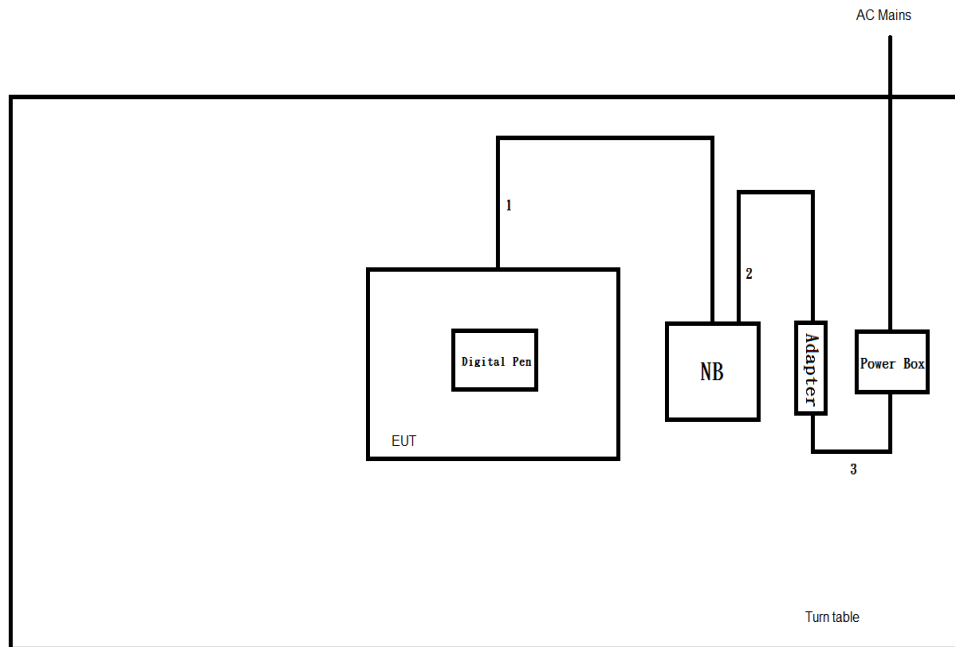 AC Mains
1
2
Digital Pen
NB
Adapter
Power Box
EUT
3
Turn table